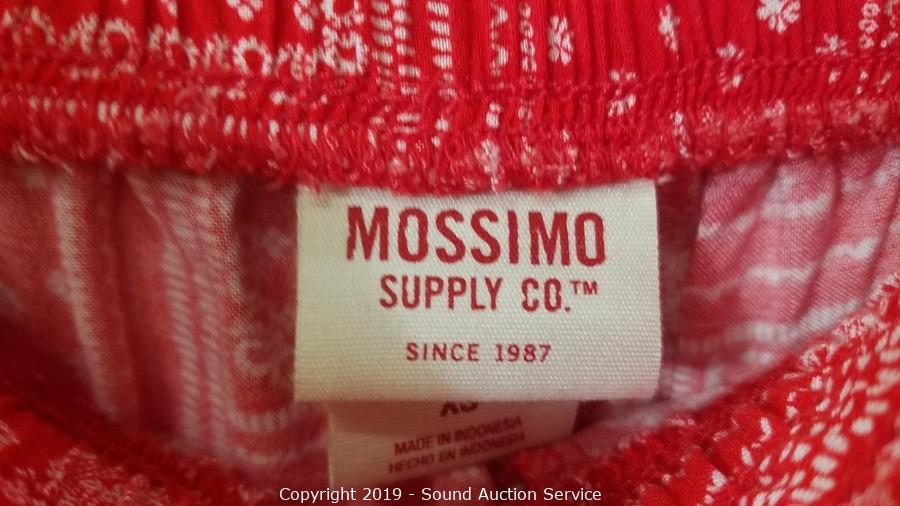 MOSSIMO
SUPPLY CO.™
SINCE 1987
XS
MADE IN INDONESIA
HECHO EN INDONESIA
Copyright 2019 - Sound Auction Service